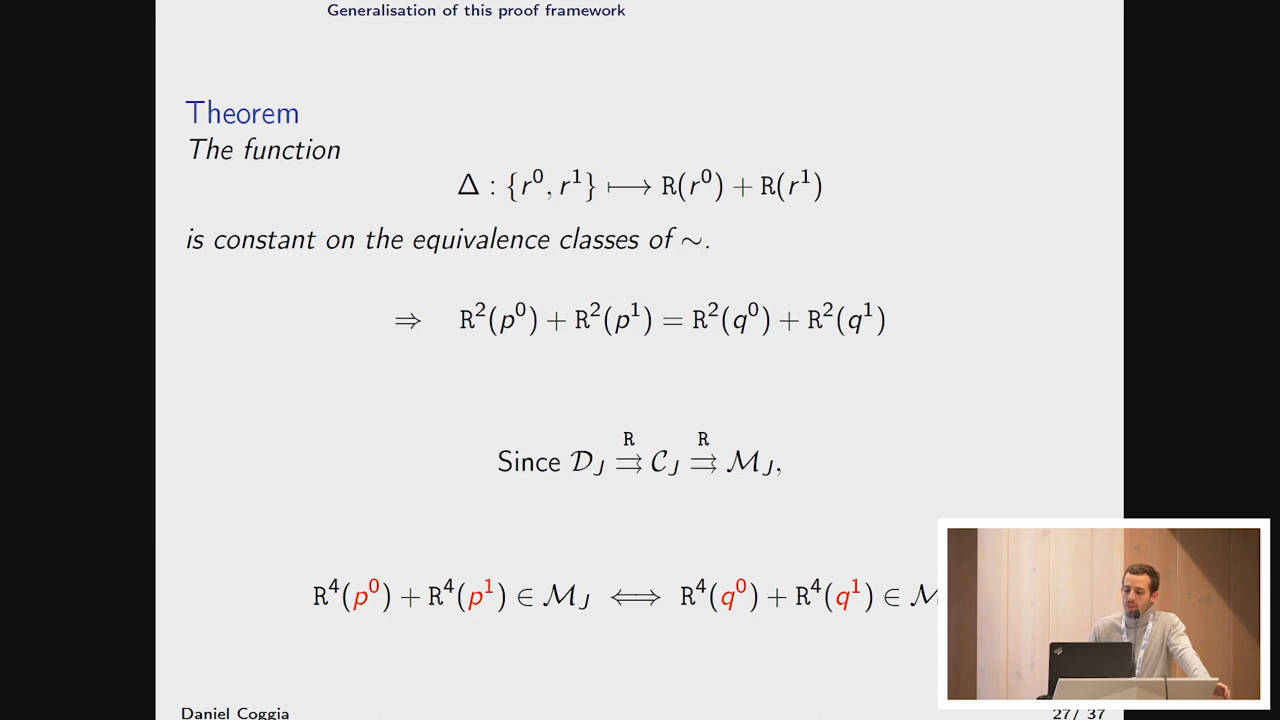 Generalisation of this proof framework
Theorem
The function
Δ : {r⁰, r¹} ⟼ R(r⁰) + R(r¹)
is constant on the equivalence classes of ∼.
⇒ R²(p⁰) + R²(p¹) = R²(q⁰) + R²(q¹)
Since 𝒟_J ⇉^R 𝒞_J ⇉^R ℳ_J,
R⁴(p⁰) + R⁴(p¹) ∈ ℳ_J ⟺ R⁴(q⁰) + R⁴(q¹) ∈ ℳ
Daniel Coggia
27/ 37